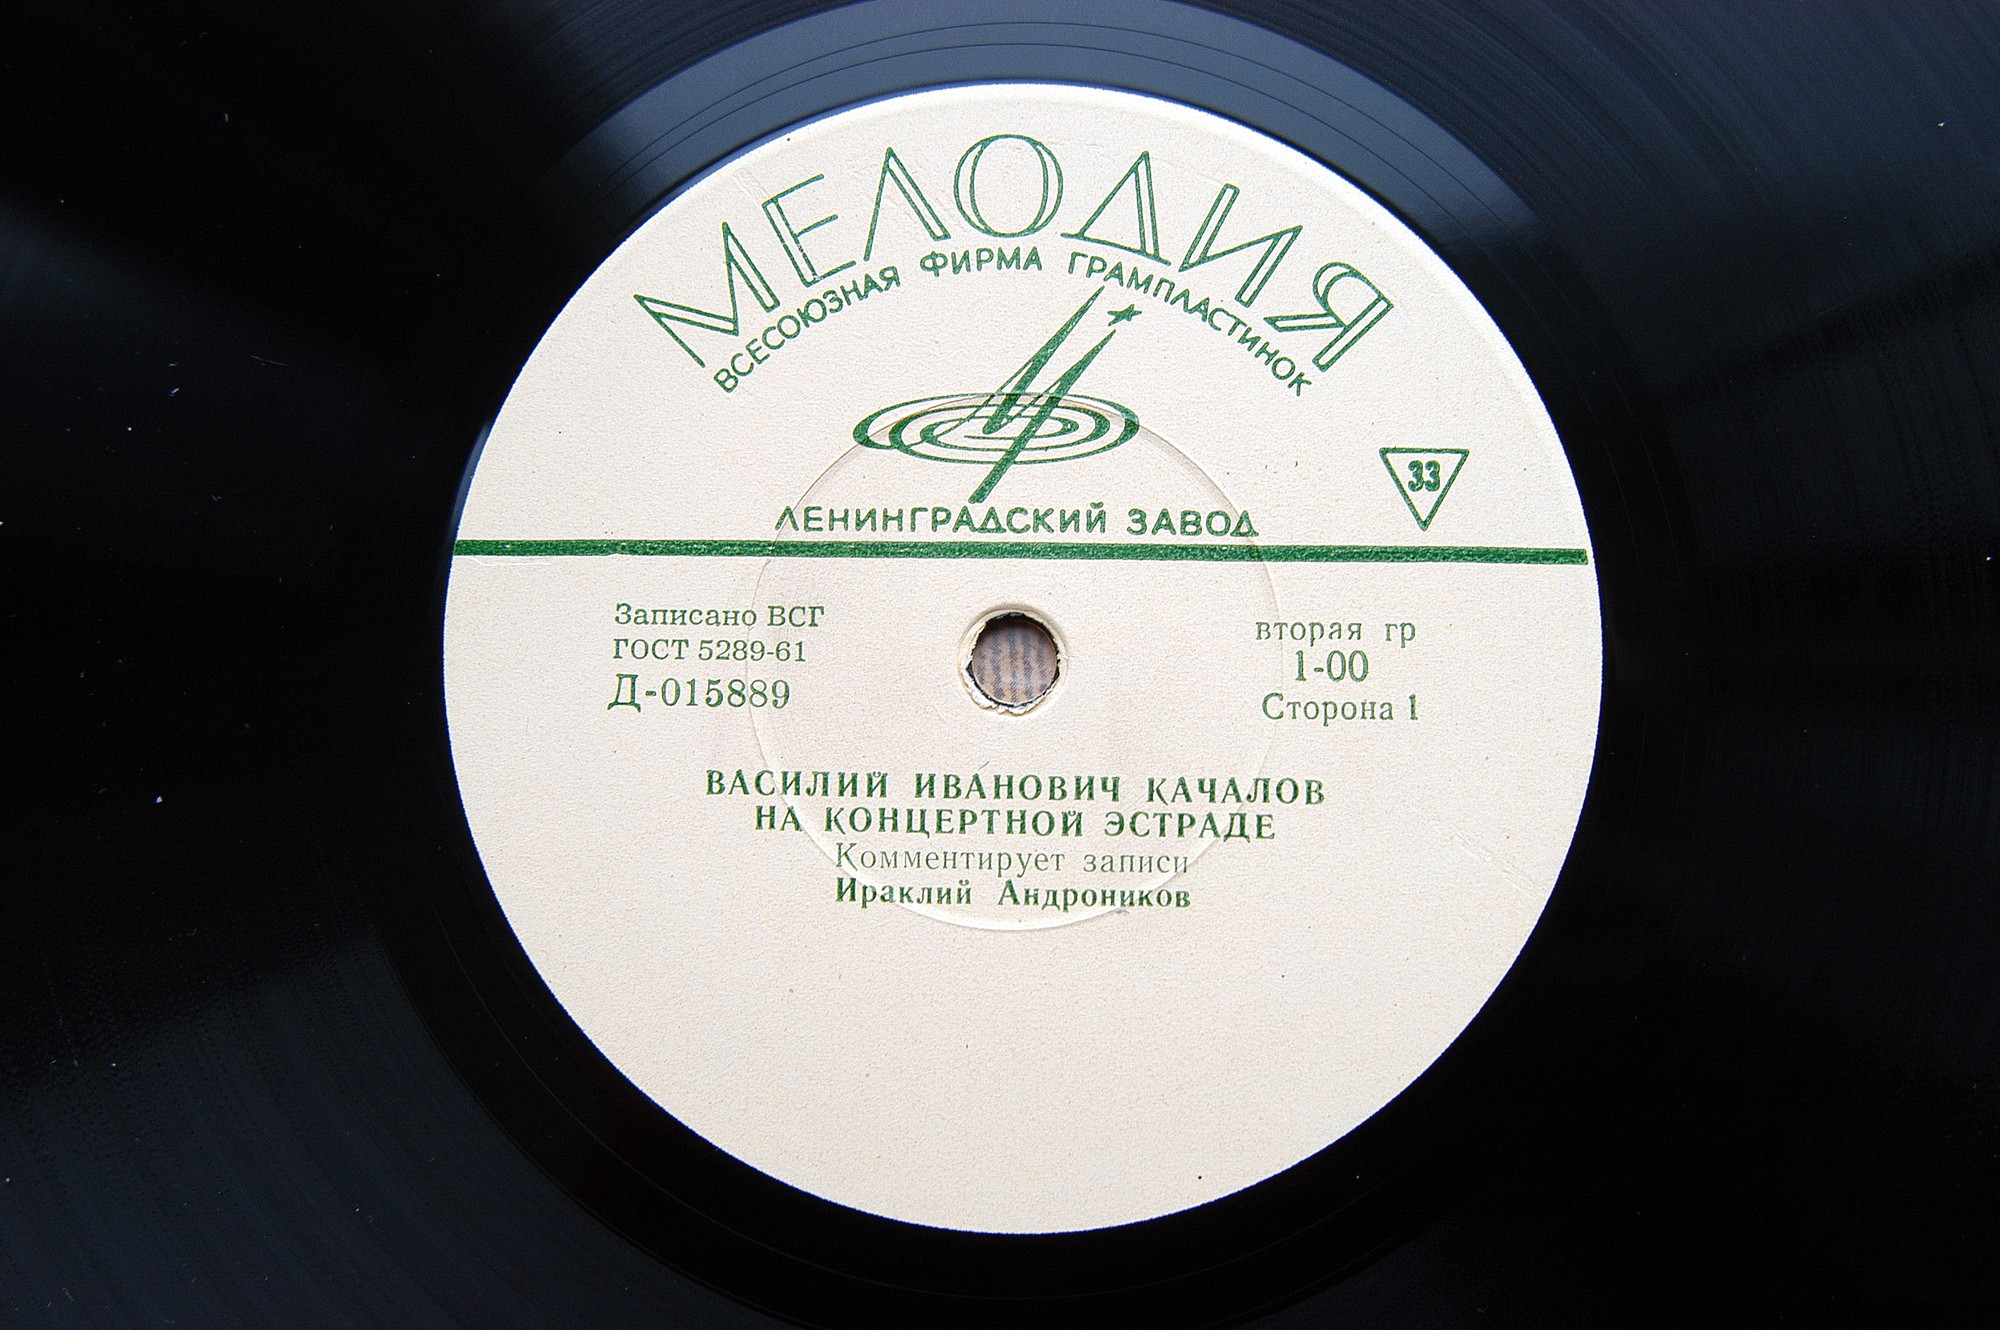 МЕЛОДИЯ
ВСЕСОЮЗНАЯ ФИРМА ГРАМПЛАСТИНОК
33
ЛЕНИНГРАДСКИЙ ЗАВОД
Записано ВСГ
ГОСТ 5289-61
Д-015889
вторая гр
1-00
Сторона 1
ВАСИЛИЙ ИВАНОВИЧ КАЧАЛОВ
НА КОНЦЕРТНОЙ ЭСТРАДЕ
Комментирует записи
Ираклий Андроников